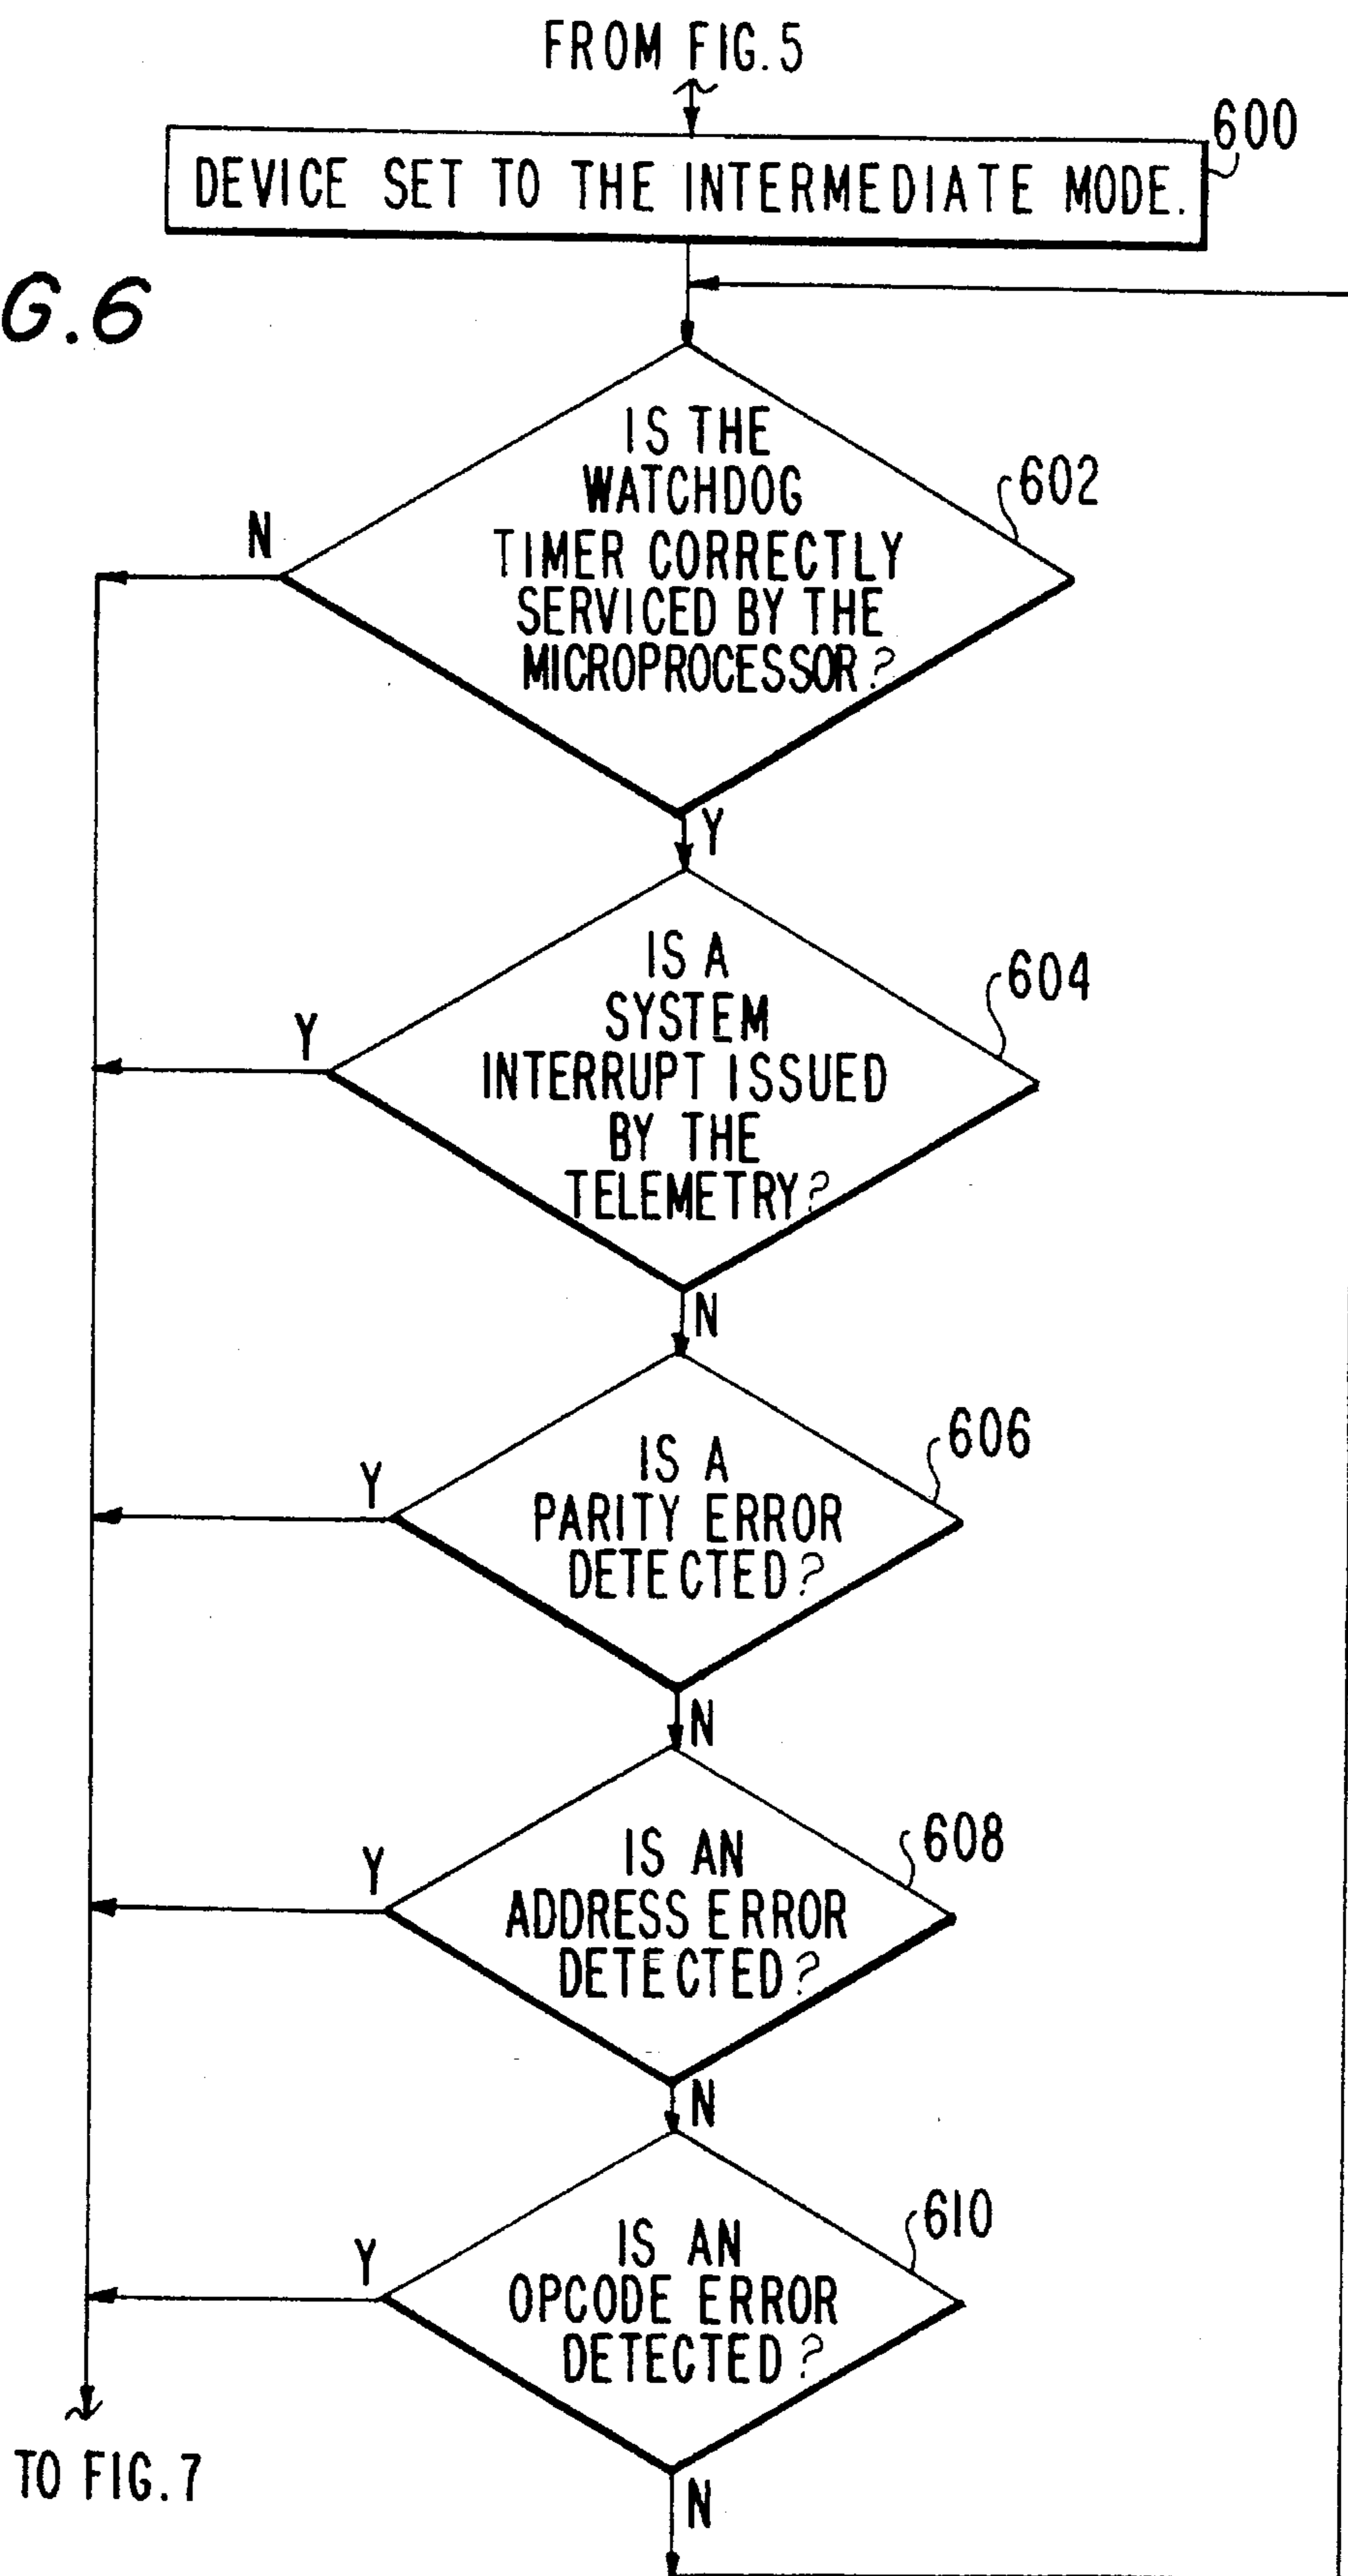 FROM FIG.5
600
DEVICE SET TO THE INTERMEDIATE MODE.
G.6
IS THE
WATCHDOG
TIMER CORRECTLY
SERVICED BY THE
MICROPROCESSOR?
602
N
Y
IS A
SYSTEM
INTERRUPT ISSUED
BY THE
TELEMETRY?
604
Y
N
IS A
PARITY ERROR
DETECTED?
606
Y
N
IS AN
ADDRESS ERROR
DETECTED?
608
Y
N
IS AN
OPCODE ERROR
DETECTED?
610
Y
N
TO FIG.7